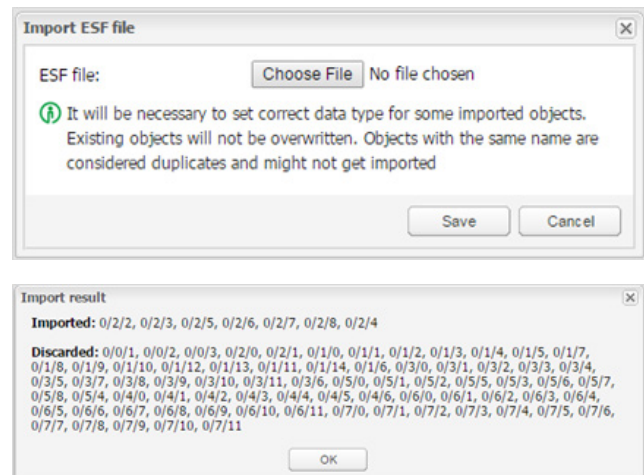 Import ESF file
ESF file: Choose File No file chosen
It will be necessary to set correct data type for some imported objects.
Existing objects will not be overwritten. Objects with the same name are
considered duplicates and might not get imported
Save Cancel
Import result
Imported: 0/2/2, 0/2/3, 0/2/5, 0/2/6, 0/2/7, 0/2/8, 0/2/4
Discarded: 0/0/1, 0/0/2, 0/0/3, 0/2/0, 0/2/1, 0/1/0, 0/1/1, 0/1/2, 0/1/3, 0/1/4, 0/1/5, 0/1/7,
0/1/8, 0/1/9, 0/1/10, 0/1/12, 0/1/13, 0/1/11, 0/1/14, 0/1/6, 0/3/0, 0/3/1, 0/3/2, 0/3/3, 0/3/4,
0/3/5, 0/3/7, 0/3/8, 0/3/9, 0/3/10, 0/3/11, 0/3/6, 0/5/0, 0/5/1, 0/5/2, 0/5/5, 0/5/3, 0/5/6, 0/5/7,
0/5/8, 0/5/4, 0/4/0, 0/4/1, 0/4/2, 0/4/3, 0/4/4, 0/4/5, 0/4/6, 0/6/0, 0/6/1, 0/6/2, 0/6/3, 0/6/4,
0/6/5, 0/6/6, 0/6/7, 0/6/8, 0/6/9, 0/6/10, 0/6/11, 0/7/0, 0/7/1, 0/7/2, 0/7/3, 0/7/4, 0/7/5, 0/7/6,
0/7/7, 0/7/8, 0/7/9, 0/7/10, 0/7/11
OK